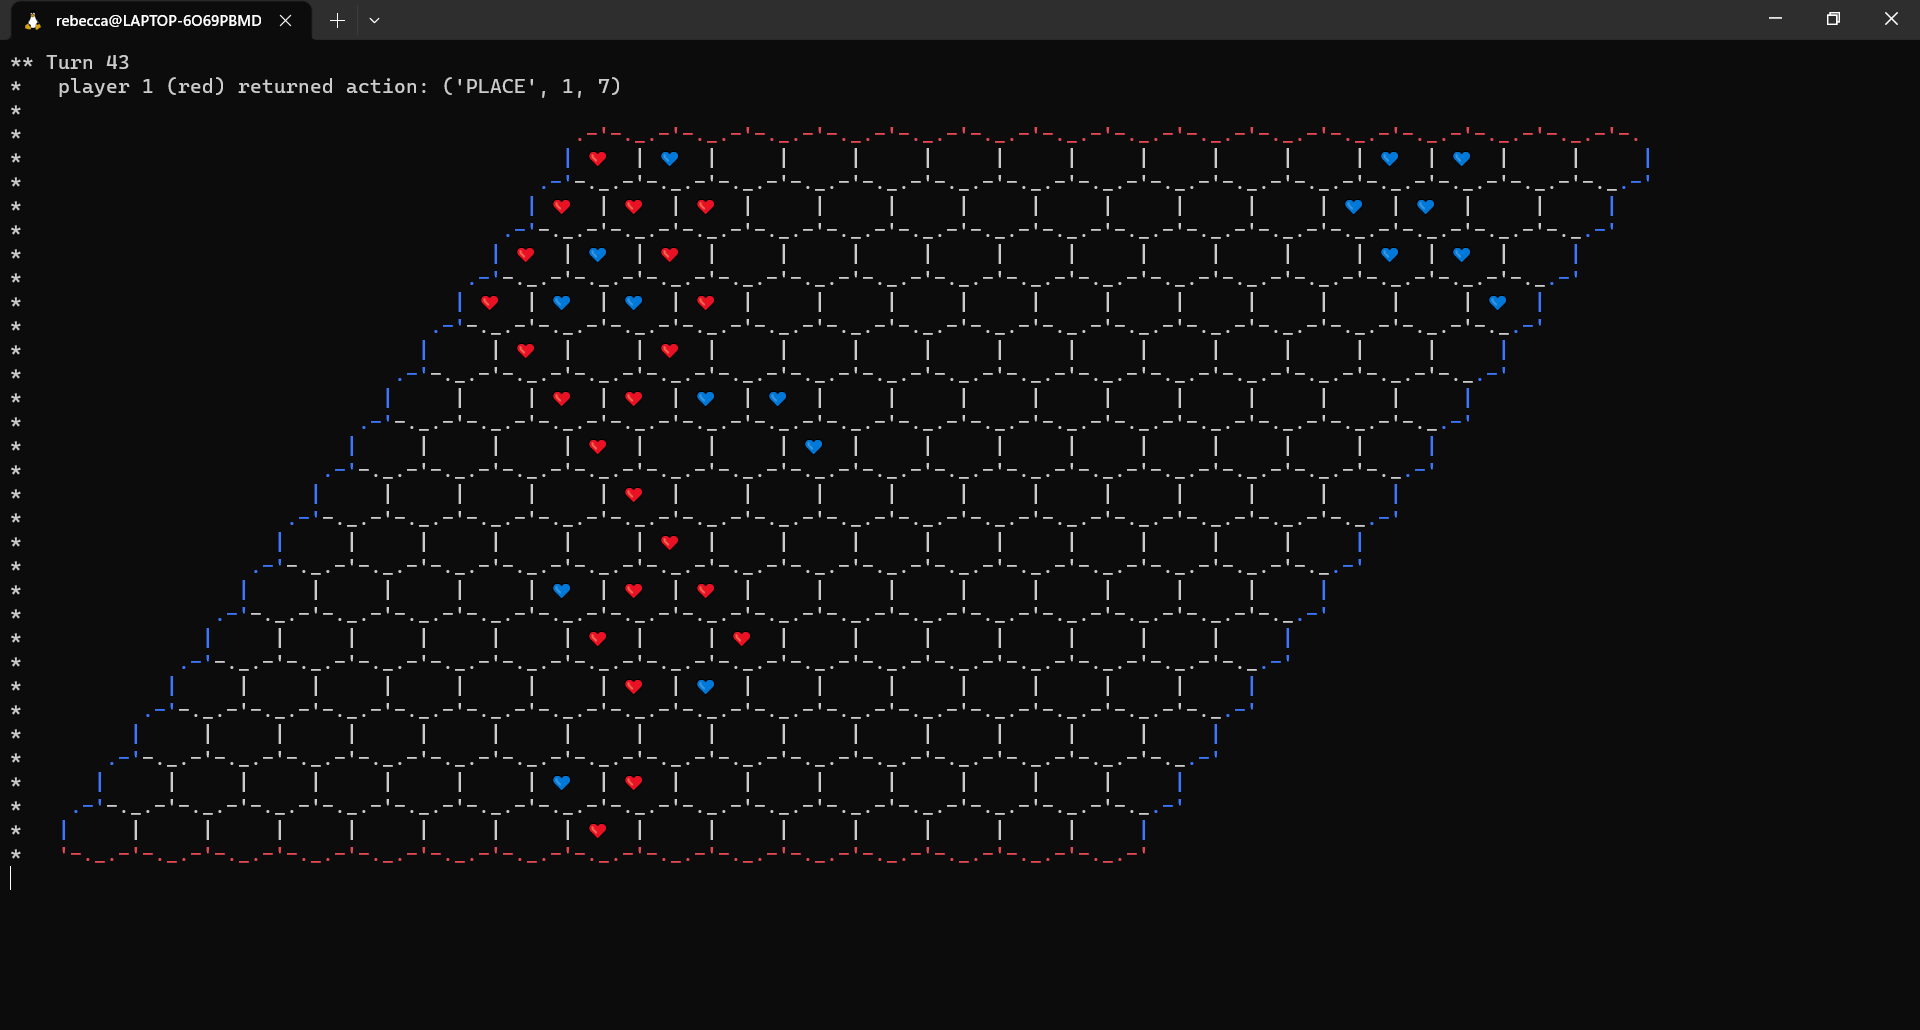 rebecca@LAPTOP-6O69PBMD
** Turn 43
* player 1 (red) returned action: ('PLACE', 1, 7)